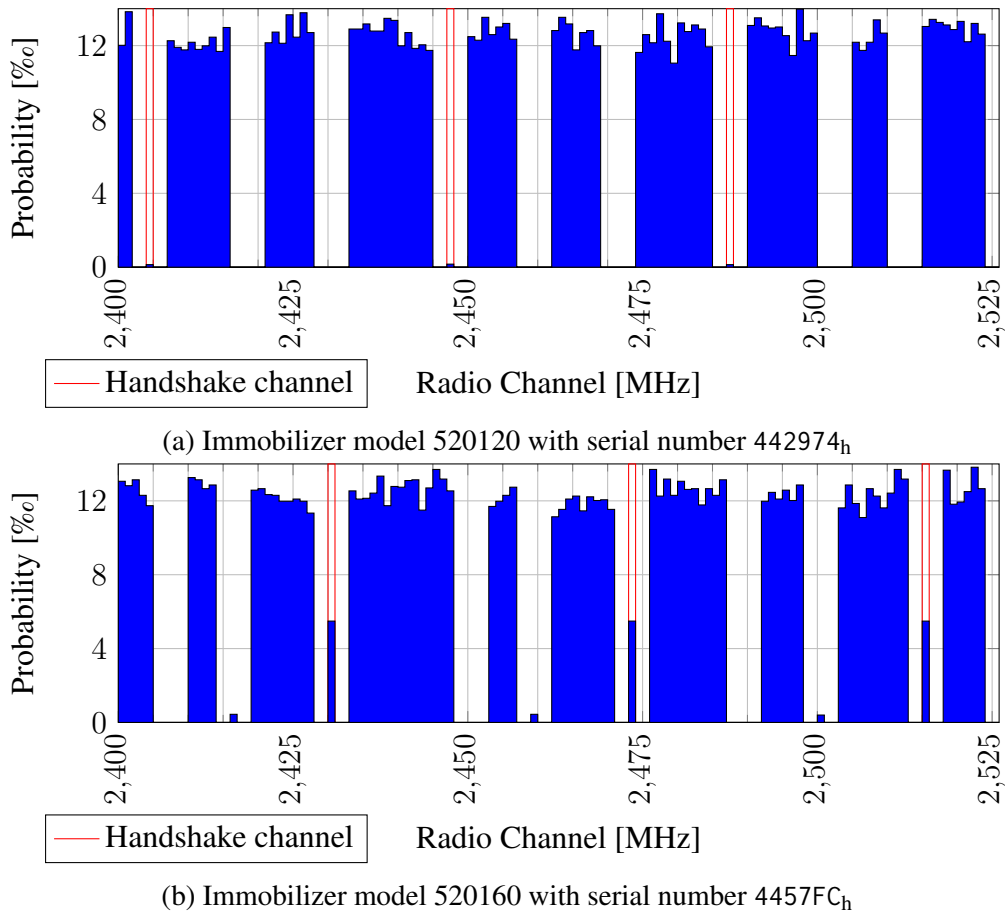 12
8
4
0
Probability [‰]
2,400
2,425
2,450
2,475
2,500
2,525
Handshake channel
Radio Channel [MHz]
(a) Immobilizer model 520120 with serial number 442974h
12
8
4
0
Probability [‰]
2,400
2,425
2,450
2,475
2,500
2,525
Handshake channel
Radio Channel [MHz]
(b) Immobilizer model 520160 with serial number 4457FCh